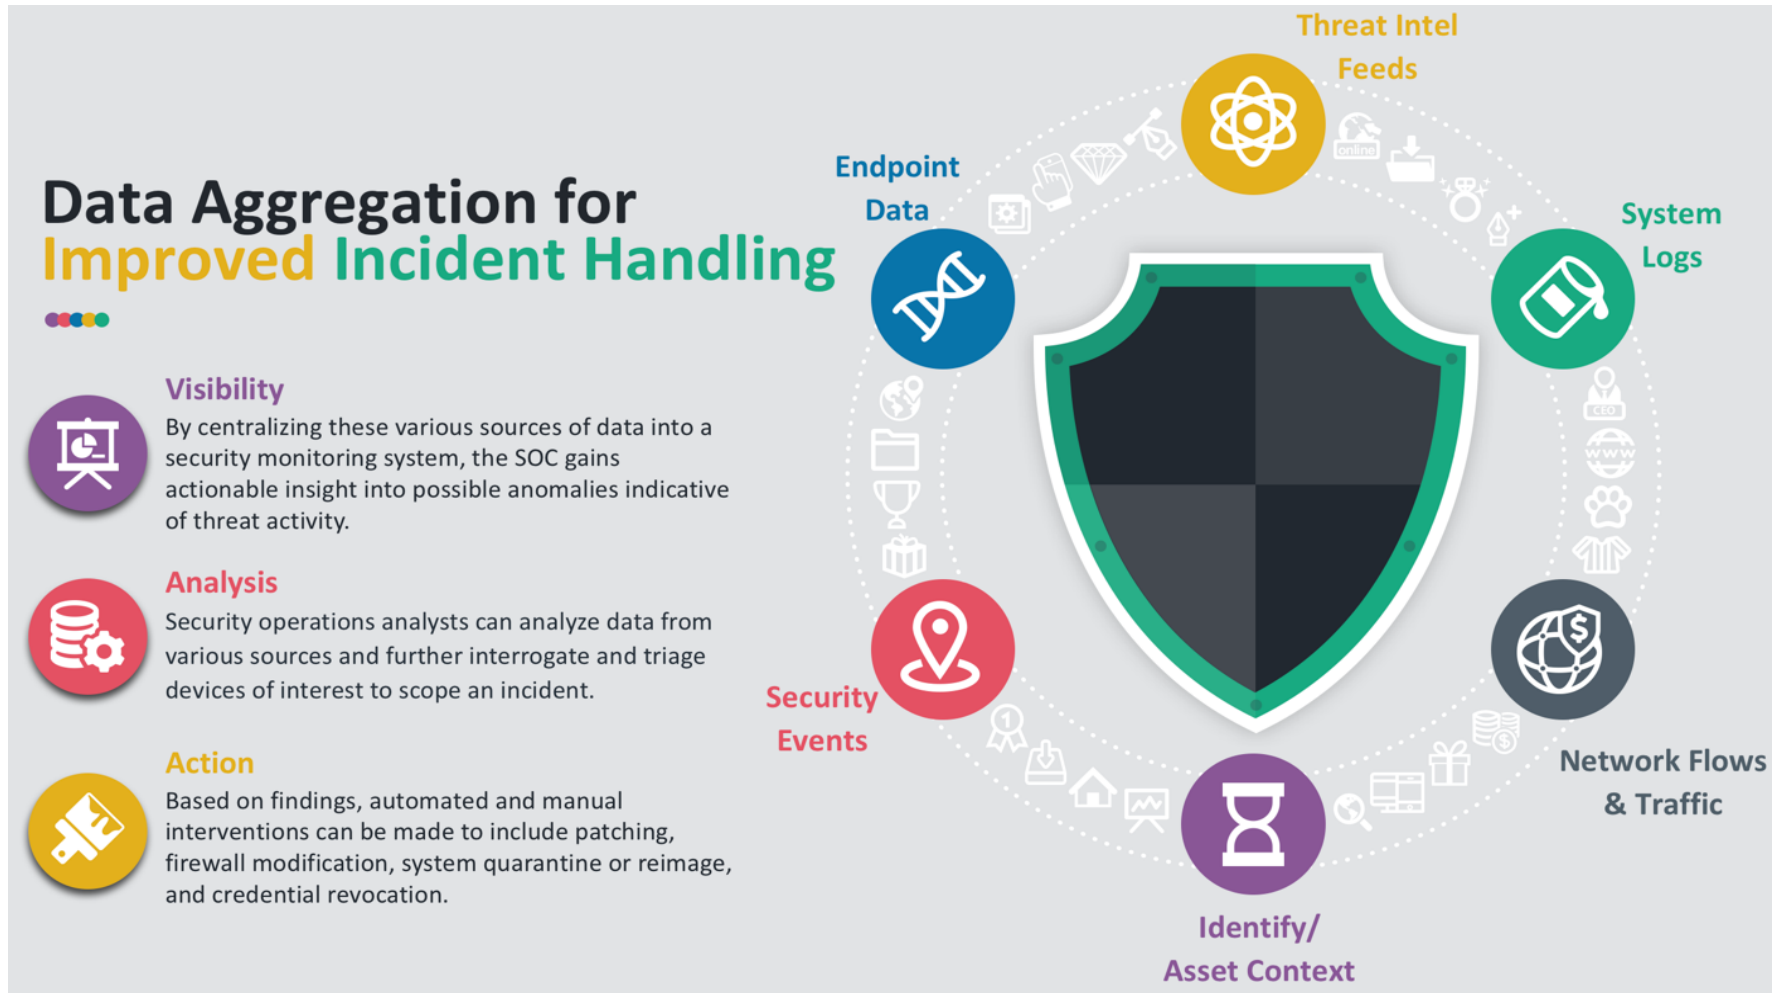 Data Aggregation for
Improved Incident Handling
Visibility
By centralizing these various sources of data into a
security monitoring system, the SOC gains
actionable insight into possible anomalies indicative
of threat activity.
Analysis
Security operations analysts can analyze data from
various sources and further interrogate and triage
devices of interest to scope an incident.
Action
Based on findings, automated and manual
interventions can be made to include patching,
firewall modification, system quarantine or reimage,
and credential revocation.
Threat Intel
Feeds
online
Endpoint
Data
System
Logs
CEO
www
Security
Events
1
$
$
Network Flows
& Traffic
Identify/
Asset Context